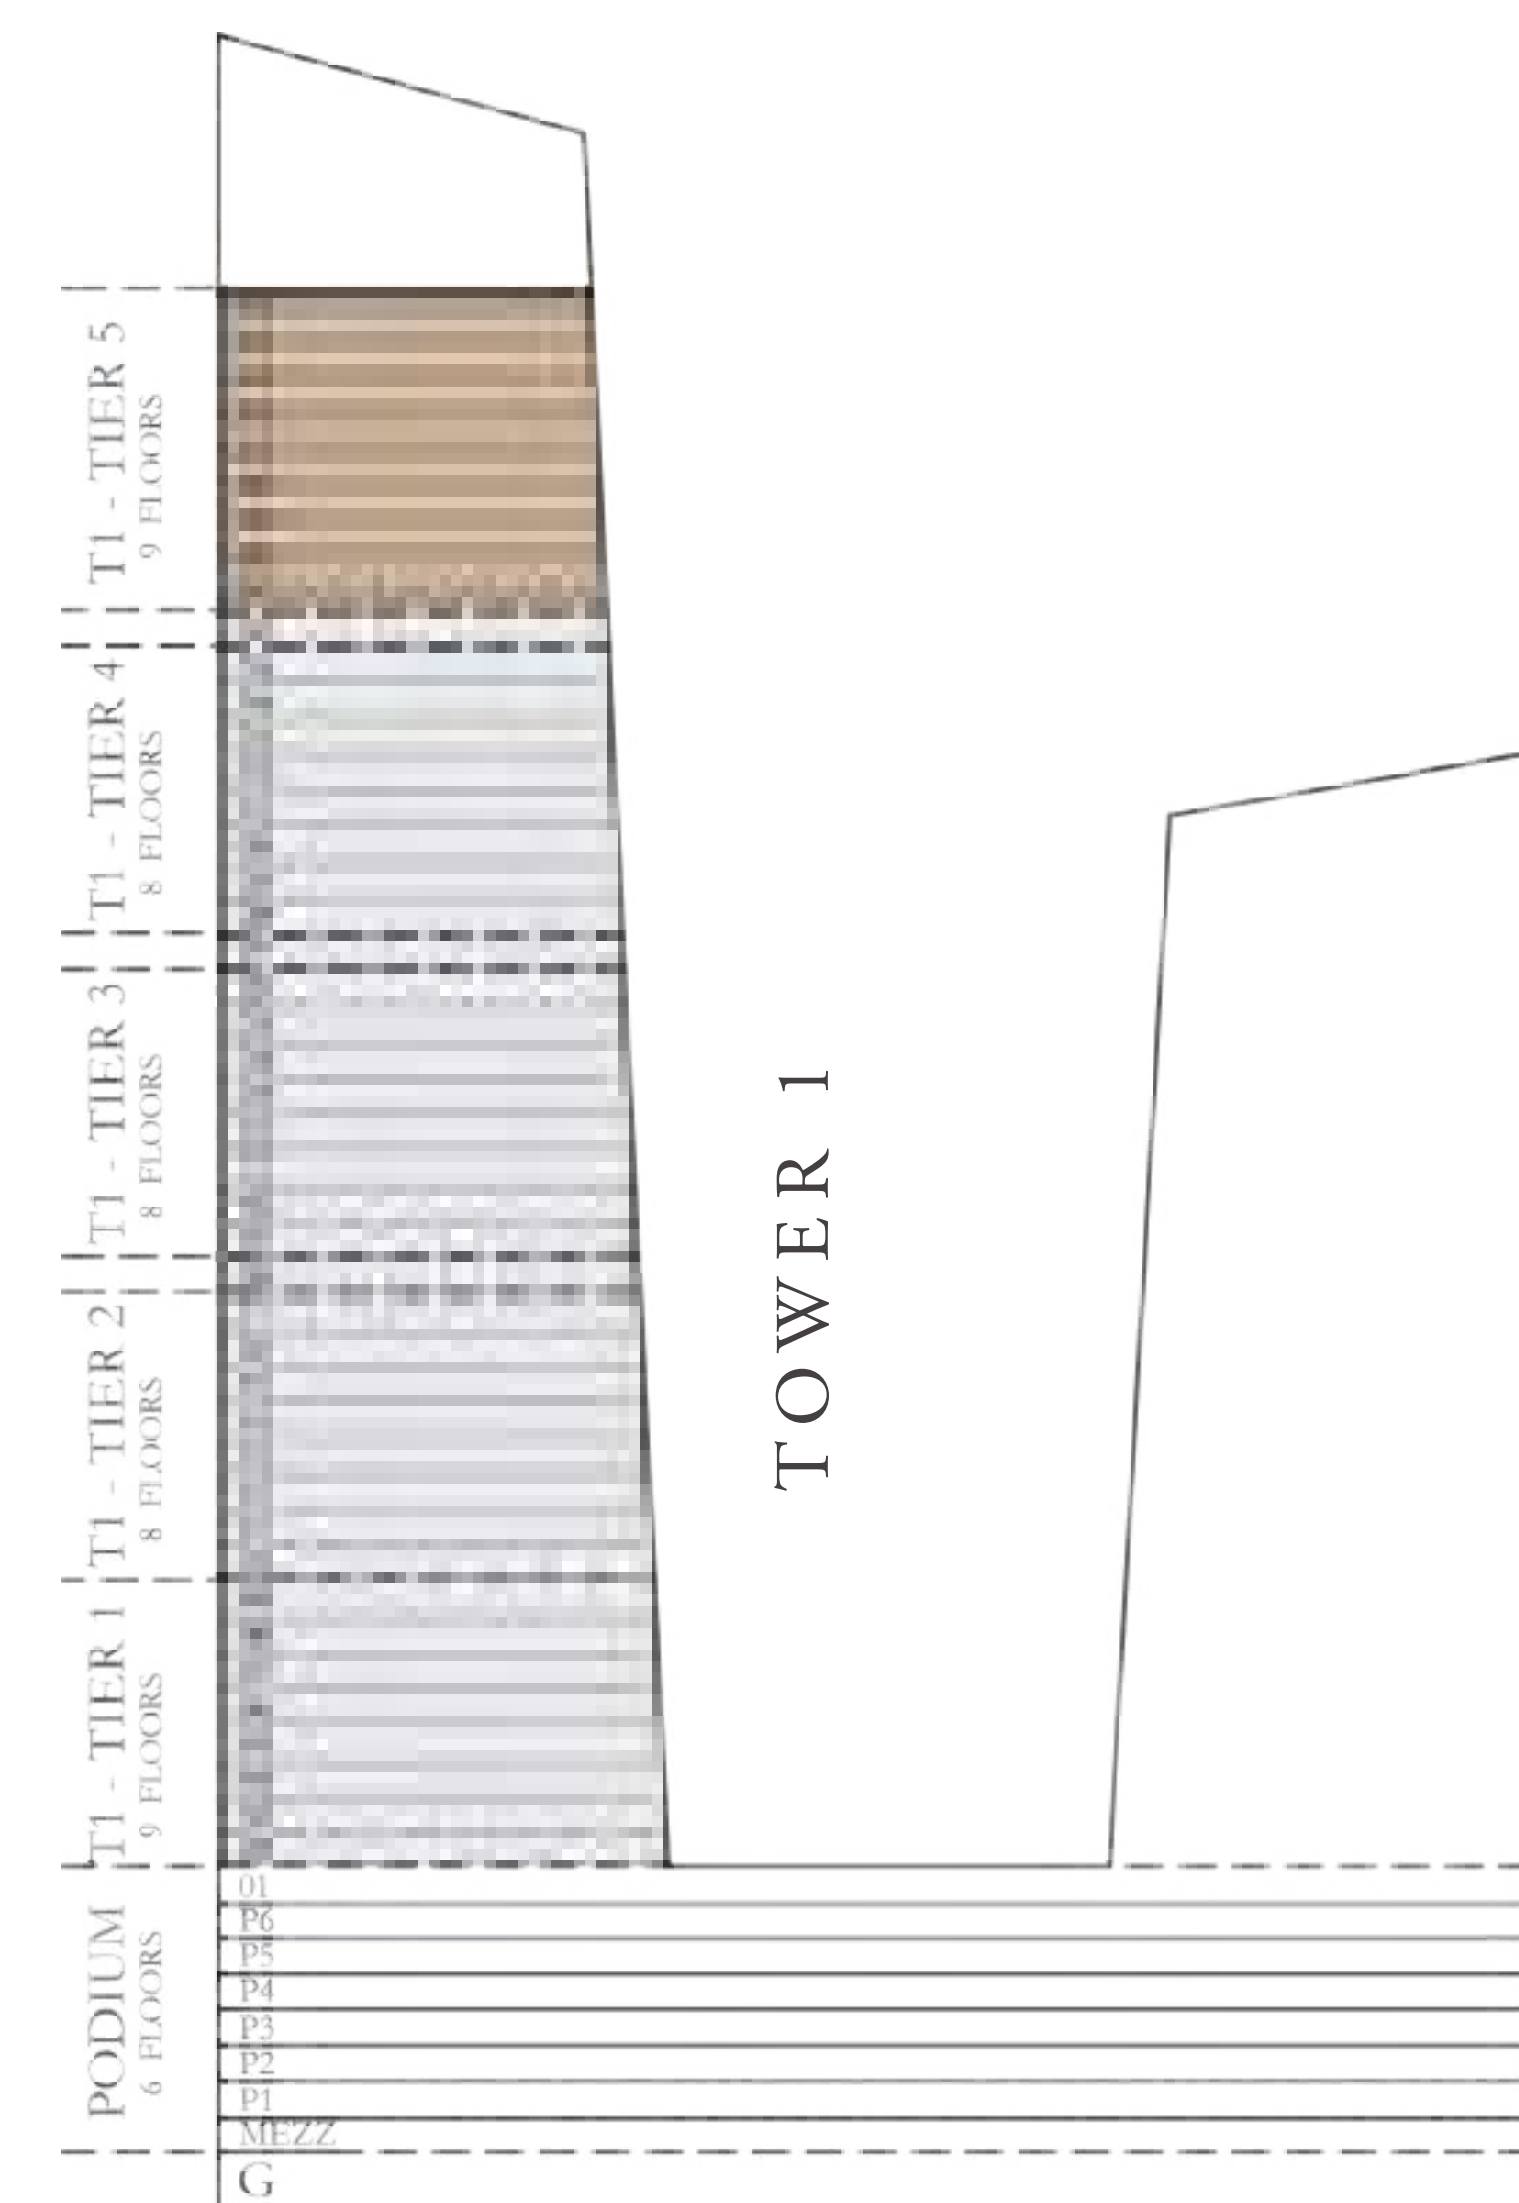 T1 - TIER 5
9 FLOORS
T1 - TIER 4
8 FLOORS
T1 - TIER 3
8 FLOORS
T1 - TIER 2
8 FLOORS
T1 - TIER 1
9 FLOORS
PODIUM
6 FLOORS
TOWER 1
01
P6
P5
P4
P3
P2
P1
MEZZ
G